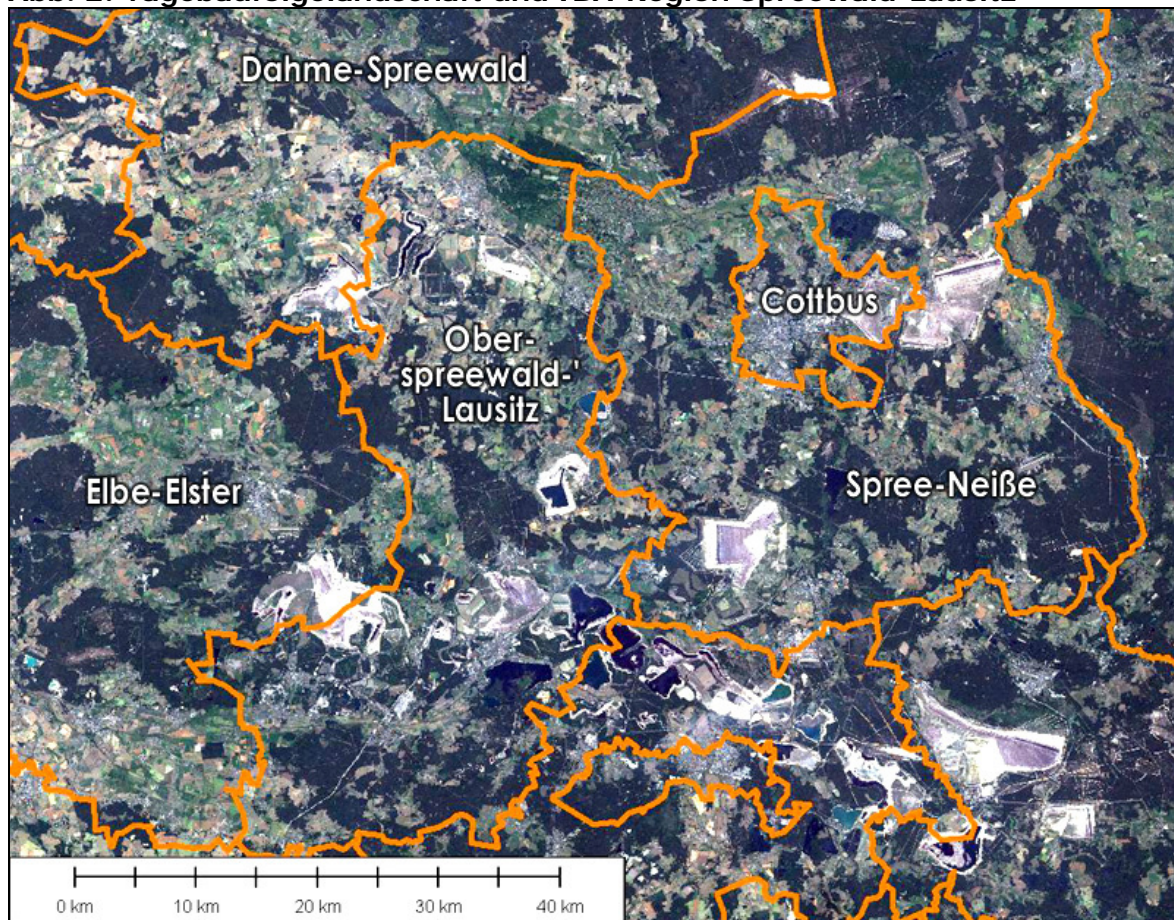 Dahme-Spreewald
Cottbus
Ober-
spreewald-'
Lausitz
Elbe-Elster
Spree-Neiße
0 km
10 km
20 km
30 km
40 km